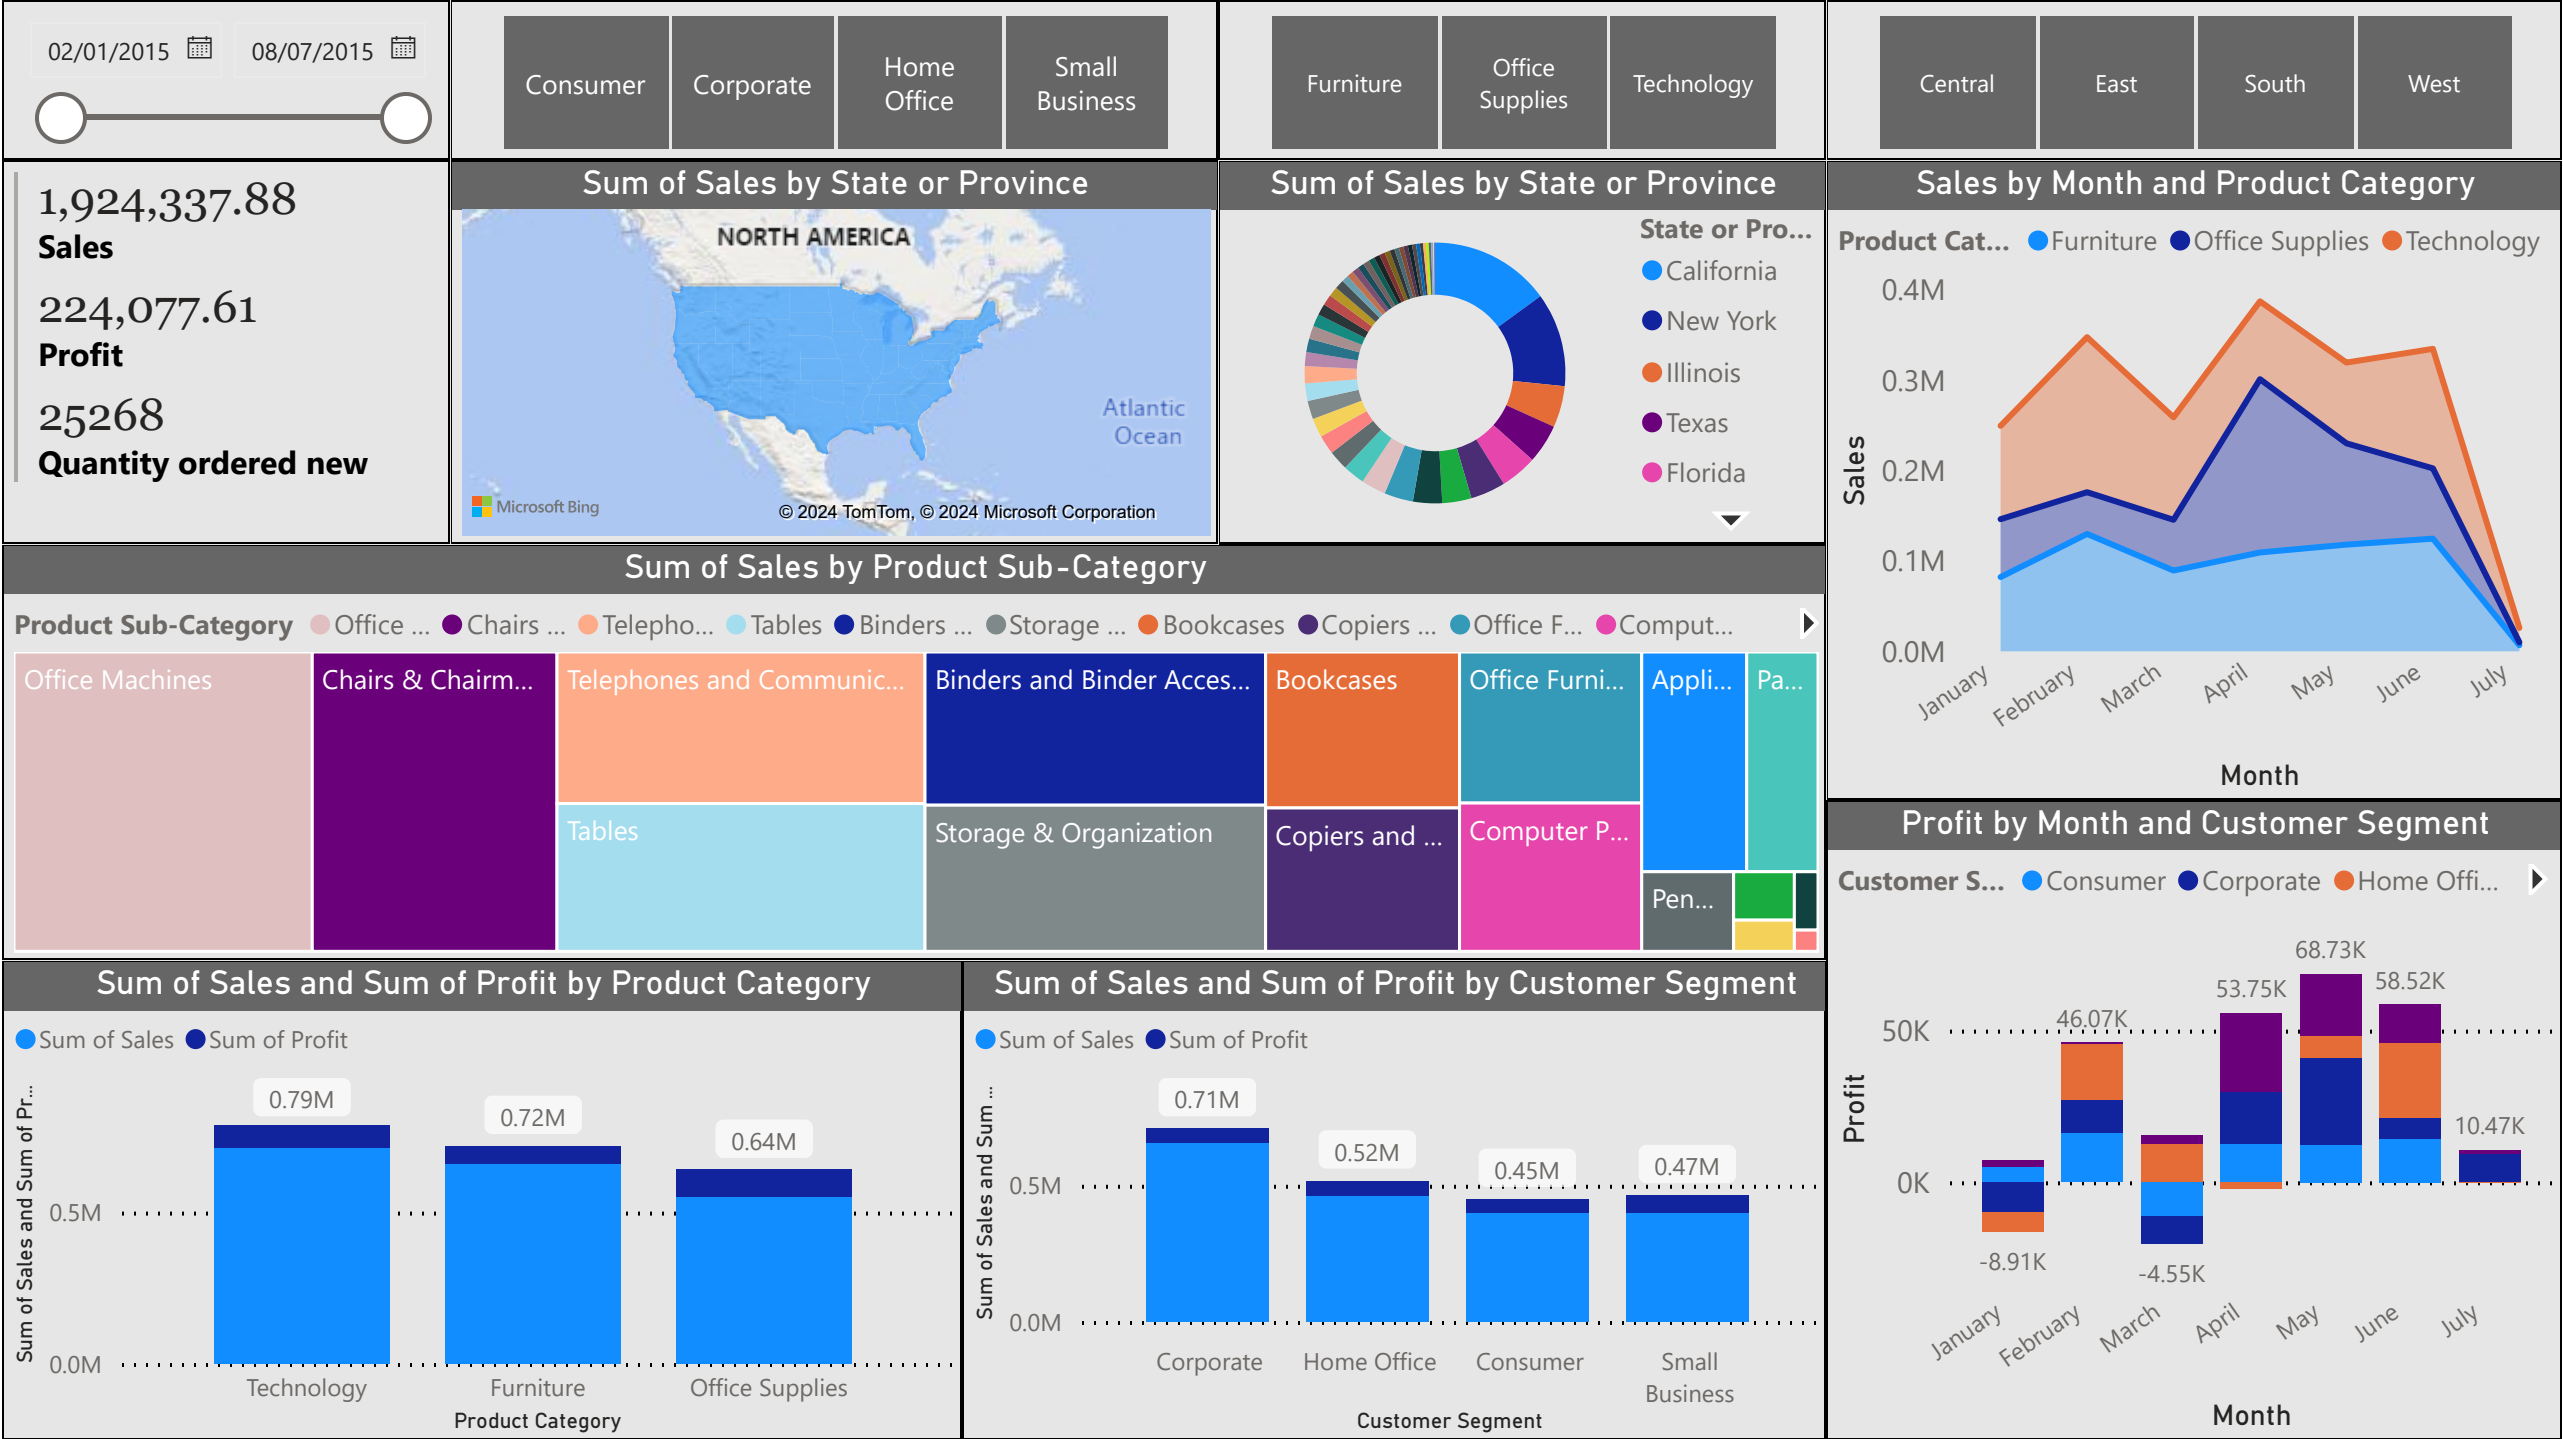 02/01/2015
08/07/2015
Consumer
Corporate
Home
Office
Small
Business
Furniture
Office
Supplies
Technology
Central
East
South
West
1,924,337.88
Sales
224,077.61
Profit
25268
Quantity ordered new
Sum of Sales by State or Province
NORTH AMERICA
Atlantic
Ocean
Microsoft Bing
© 2024 TomTom, © 2024 Microsoft Corporation
Sum of Sales by State or Province
State or Pro...
California
New York
Illinois
Texas
Florida
Sales by Month and Product Category
Product Cat... Furniture Office Supplies Technology
0.4M
0.3M
0.2M
0.1M
0.0M
Sales
January
February
March
April
May
June
July
Month
Sum of Sales by Product Sub-Category
Product Sub-Category Office ... Chairs ... Telepho... Tables Binders ... Storage ... Bookcases Copiers ... Office F... Comput...
Office Machines
Chairs & Chairm...
Telephones and Communic...
Tables
Binders and Binder Acces...
Storage & Organization
Bookcases
Copiers and ...
Office Furni...
Computer P...
Appli...
Pa...
Pen...
Profit by Month and Customer Segment
Customer S... Consumer Corporate Home Offi...
Profit
50K
0K
-8.91K
46.07K
-4.55K
53.75K
68.73K
58.52K
10.47K
January
February
March
April
May
June
July
Month
Sum of Sales and Sum of Profit by Product Category
Sum of Sales Sum of Profit
Sum of Sales and Sum of Pr...
0.5M
0.0M
0.79M
0.72M
0.64M
Technology
Furniture
Office Supplies
Product Category
Sum of Sales and Sum of Profit by Customer Segment
Sum of Sales Sum of Profit
Sum of Sales and Sum ...
0.5M
0.0M
0.71M
0.52M
0.45M
0.47M
Corporate
Home Office
Consumer
Small
Business
Customer Segment